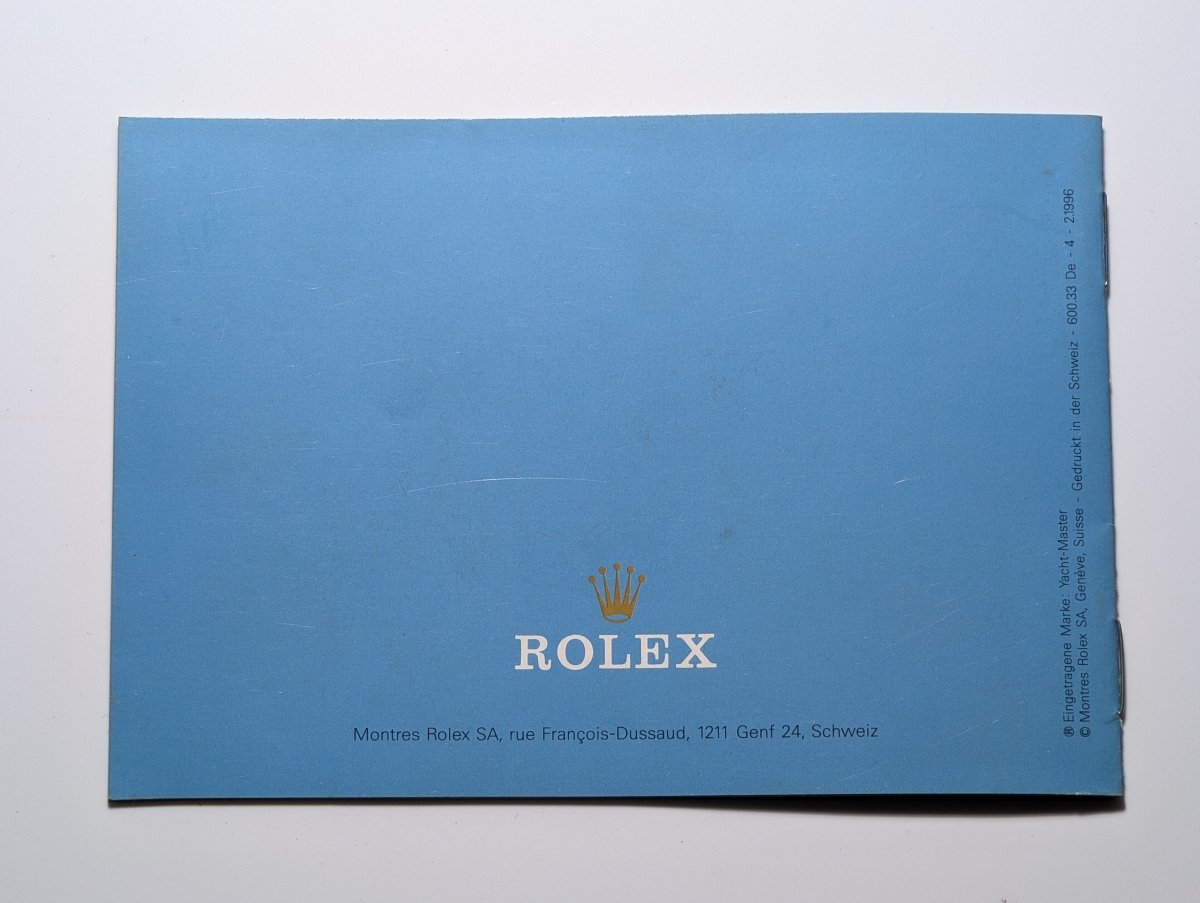 ROLEX
Montres Rolex SA, rue François-Dussaud, 1211 Genf 24, Schweiz
® Eingetragene Marke: Yacht-Master
© Montres Rolex SA, Genève, Suisse - Gedruckt in der Schweiz - 600.33 De - 4 - 2.1996